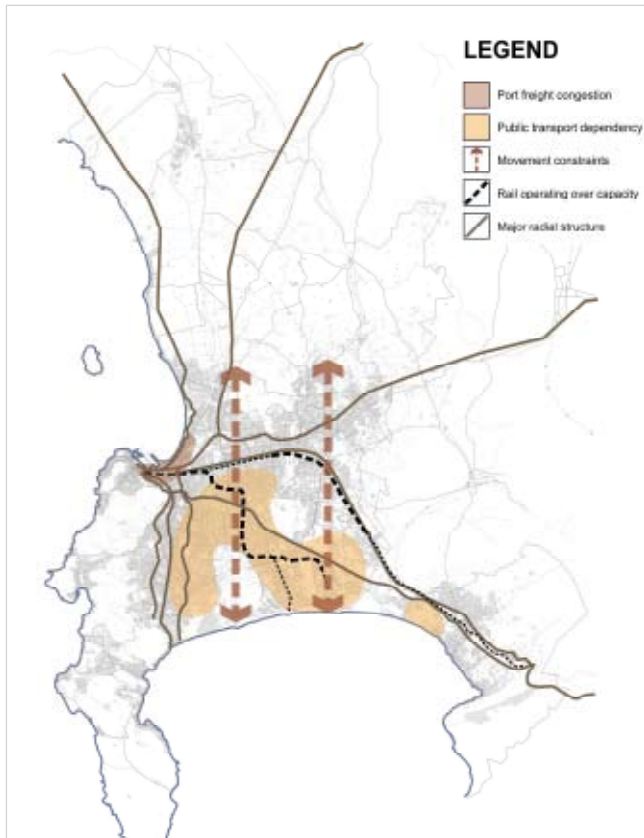 LEGEND
Port freight congestion
Public transport dependency
Movement constraints
Rail operating over capacity
Major radial structure